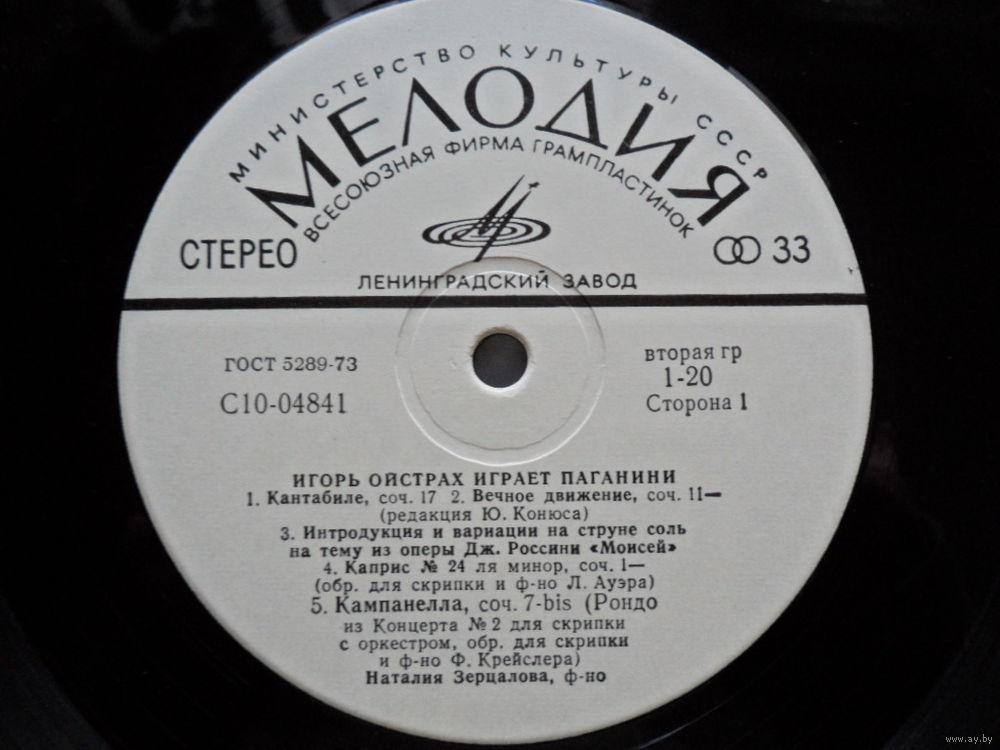 МИНИСТЕРСТВО КУЛЬТУРЫ СССР
МЕЛОДИЯ
ВСЕСОЮЗНАЯ ФИРМА ГРАМПЛАСТИНОК
СТЕРЕО
33
ЛЕНИНГРАДСКИЙ ЗАВОД
ГОСТ 5289-73
вторая гр
1-20
С10-04841
Сторона 1
ИГОРЬ ОЙСТРАХ ИГРАЕТ ПАГАНИНИ
1. Кантабиле, соч. 17 2. Вечное движение, соч. 11—
(редакция Ю. Конюса)
3. Интродукция и вариации на струне соль
на тему из оперы Дж. Россини «Моисей»
4. Каприс № 24 ля минор, соч. 1—
(обр. для скрипки и ф-но Л. Ауэра)
5. Кампанелла, соч. 7-bis (Рондо
из Концерта № 2 для скрипки
с оркестром, обр. для скрипки
и ф-но Ф. Крейслера)
Наталия Зерцалова, ф-но
www.ay.by